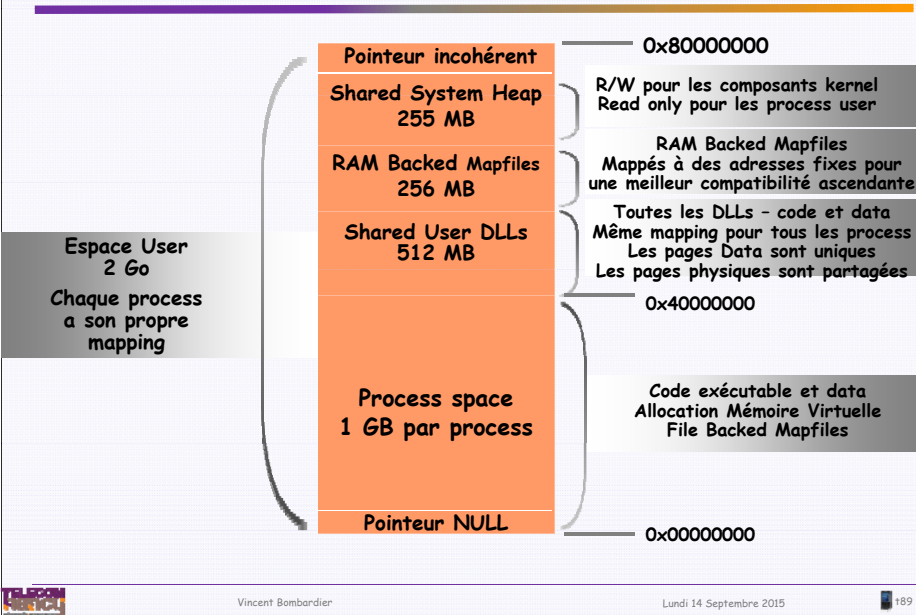 Pointeur incohérent
0x80000000
Shared System Heap
255 MB
R/W pour les composants kernel
Read only pour les process user
RAM Backed Mapfiles
256 MB
RAM Backed Mapfiles
Mappés à des adresses fixes pour
une meilleur compatibilité ascendante
Shared User DLLs
512 MB
Toutes les DLLs – code et data
Même mapping pour tous les process
Les pages Data sont uniques
Les pages physiques sont partagées
Espace User
2 Go
Chaque process
a son propre
mapping
0x40000000
Process space
1 GB par process
Code exécutable et data
Allocation Mémoire Virtuelle
File Backed Mapfiles
Pointeur NULL
0x00000000
TELECOM
NANCY
Vincent Bombardier
Lundi 14 Septembre 2015
t89